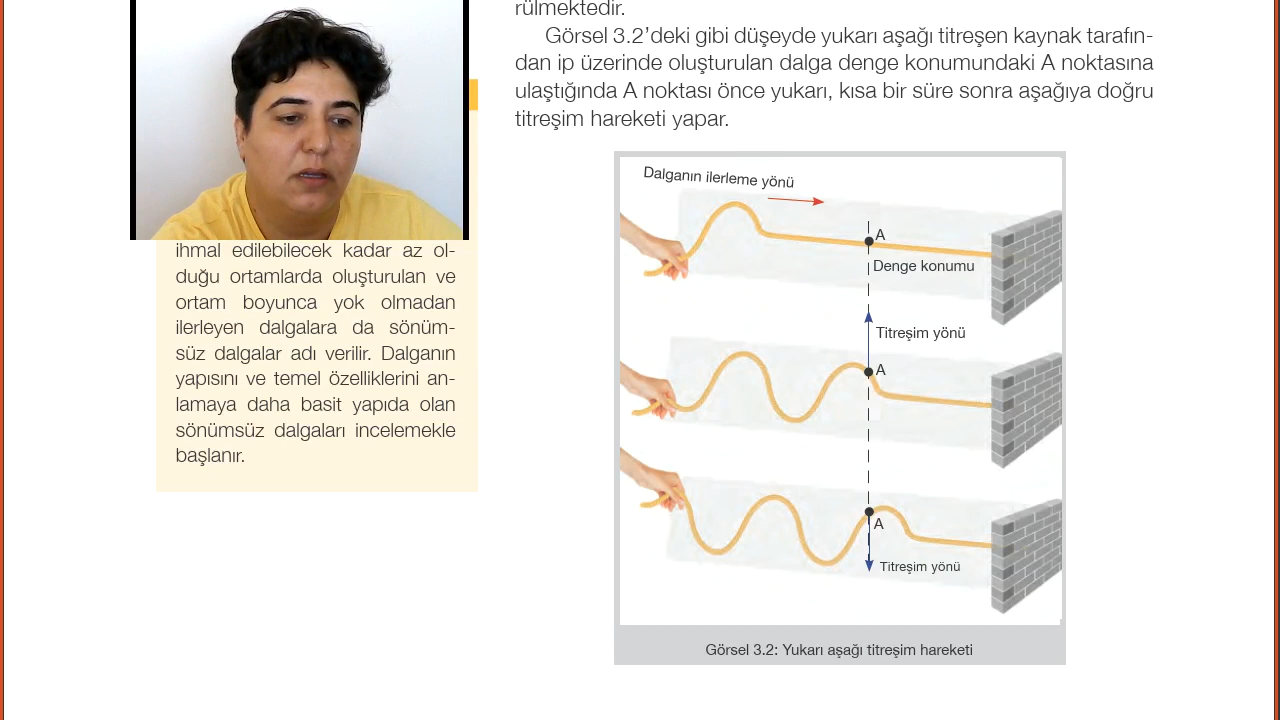 rülmektedir.
Görsel 3.2’deki gibi düşeyde yukarı aşağı titreşen kaynak tarafın-
dan ip üzerinde oluşturulan dalga denge konumundaki A noktasına
ulaştığında A noktası önce yukarı, kısa bir süre sonra aşağıya doğru
titreşim hareketi yapar.
ihmal edilebilecek kadar az ol-
duğu ortamlarda oluşturulan ve
ortam boyunca yok olmadan
ilerleyen dalgalara da sönüm-
süz dalgalar adı verilir. Dalganın
yapısını ve temel özelliklerini an-
lamaya daha basit yapıda olan
sönümsüz dalgaları incelemekle
başlanır.
Dalganın ilerleme yönü
A
Denge konumu
Titreşim yönü
A
A
Titreşim yönü
Görsel 3.2: Yukarı aşağı titreşim hareketi